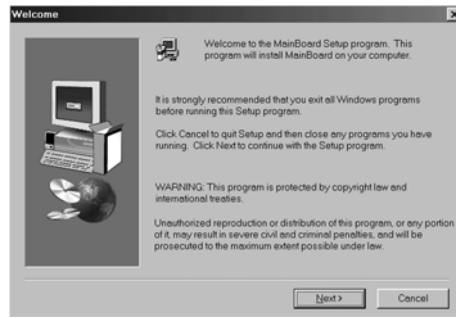 Welcome
Welcome to the MainBoard Setup program. This
program will install MainBoard on your computer.
It is strongly recommended that you exit all Windows programs
before running this Setup program.
Click Cancel to quit Setup and then close any programs you have
running. Click Next to continue with the Setup program.
WARNING: This program is protected by copyright law and
international treaties.
Unauthorized reproduction or distribution of this program, or any portion
of it, may result in severe civil and criminal penalties, and will be
prosecuted to the maximum extent possible under law.
Next >
Cancel